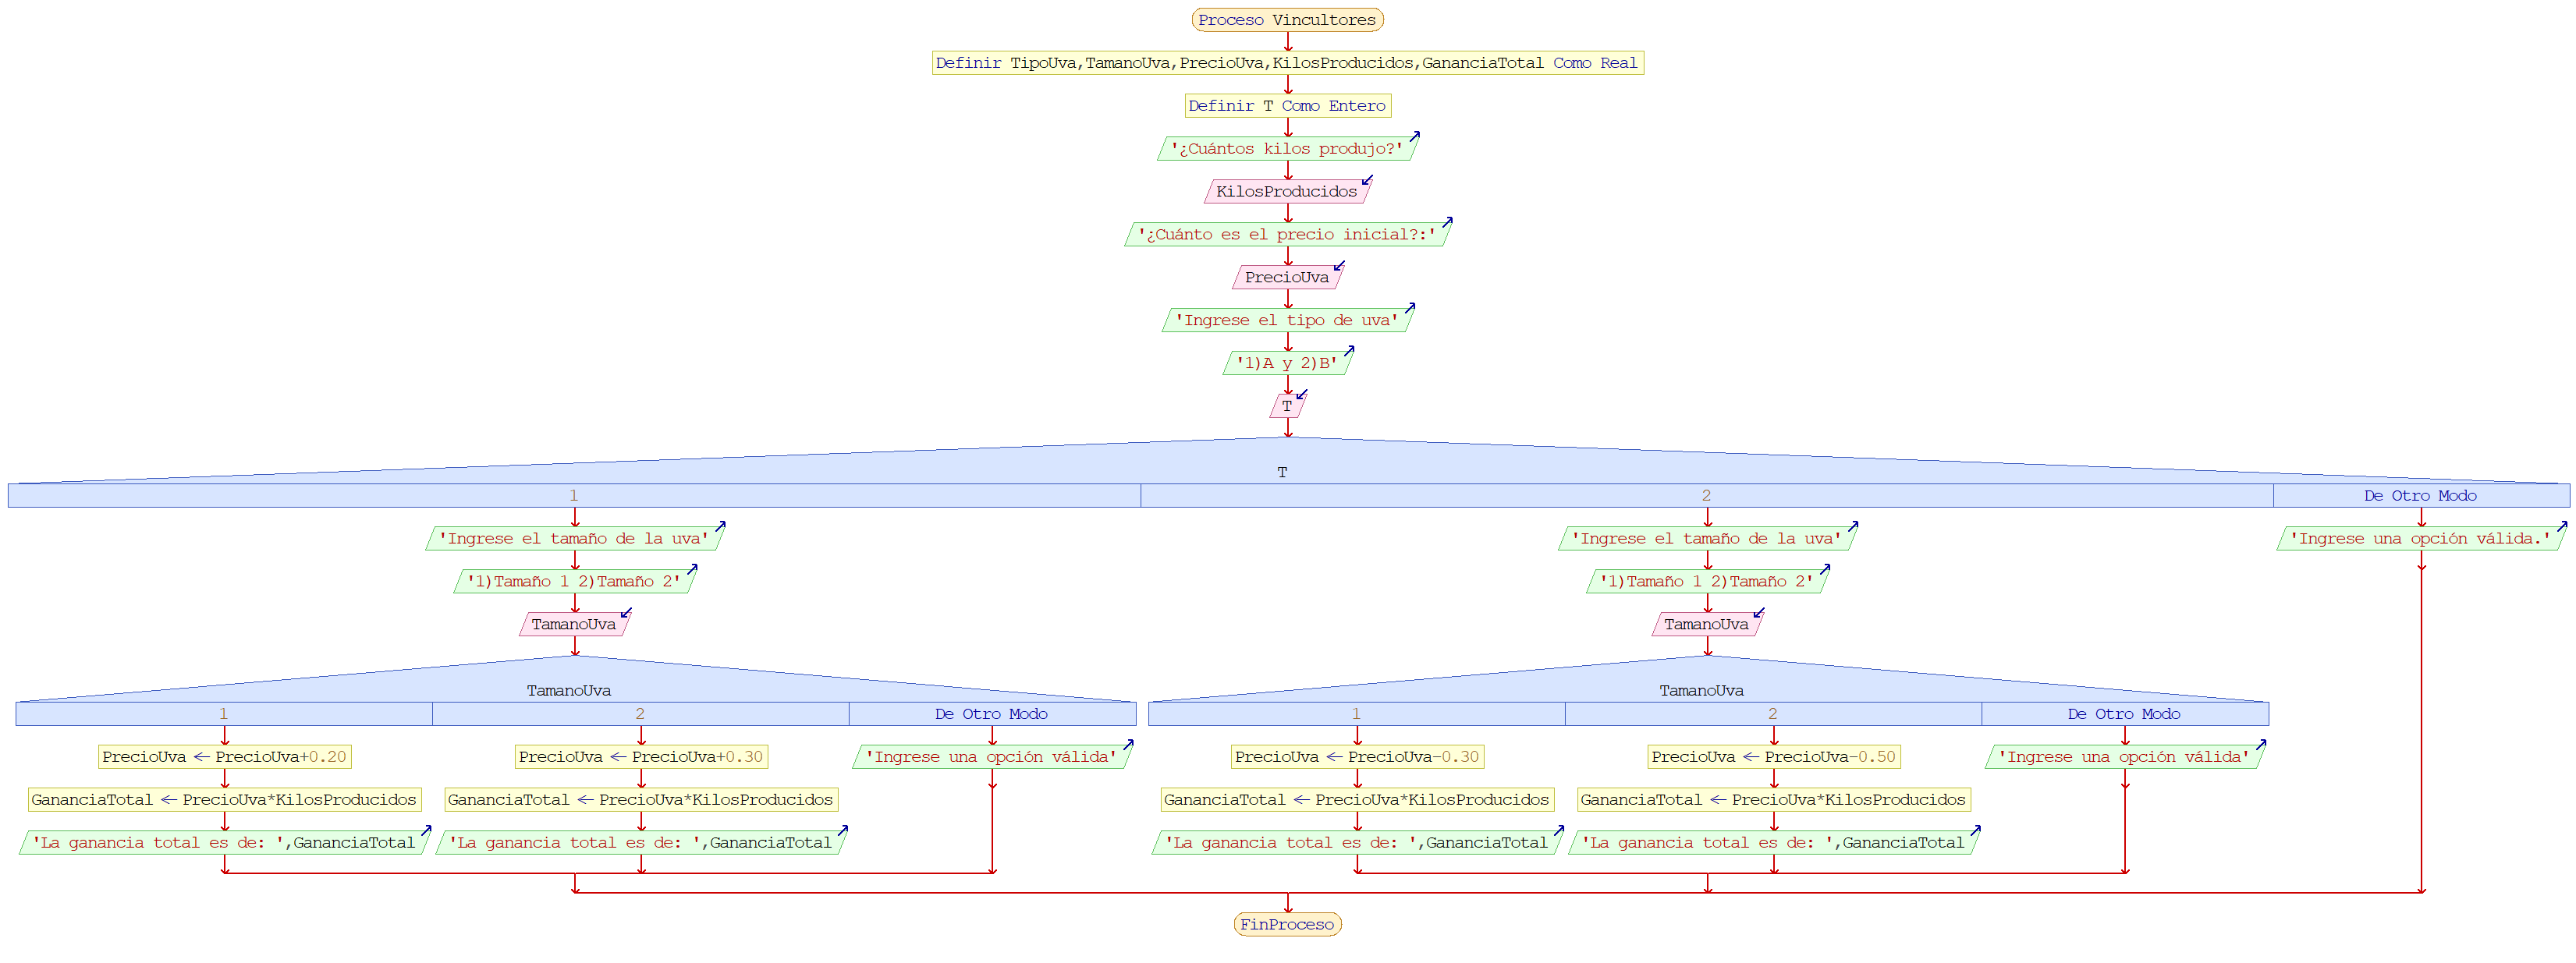 Proceso Vincultores
Definir TipoUva,TamanoUva,PrecioUva,KilosProducidos,GananciaTotal Como Real
Definir T Como Entero
'¿Cuántos kilos produjo?'
KilosProducidos
'¿Cuánto es el precio inicial?:'
PrecioUva
'Ingrese el tipo de uva'
'1)A y 2)B'
T
T
1 2 De Otro Modo
'Ingrese el tamaño de la uva' 'Ingrese el tamaño de la uva' 'Ingrese una opción válida.'
'1)Tamaño 1 2)Tamaño 2' '1)Tamaño 1 2)Tamaño 2'
TamanoUva TamanoUva
TamanoUva TamanoUva
1 2 De Otro Modo 1 2 De Otro Modo
PrecioUva ← PrecioUva+0.20 PrecioUva ← PrecioUva+0.30 'Ingrese una opción válida' PrecioUva ← PrecioUva-0.30 PrecioUva ← PrecioUva-0.50 'Ingrese una opción válida'
GananciaTotal ← PrecioUva*KilosProducidos GananciaTotal ← PrecioUva*KilosProducidos GananciaTotal ← PrecioUva*KilosProducidos GananciaTotal ← PrecioUva*KilosProducidos
'La ganancia total es de: ',GananciaTotal 'La ganancia total es de: ',GananciaTotal 'La ganancia total es de: ',GananciaTotal 'La ganancia total es de: ',GananciaTotal
FinProceso